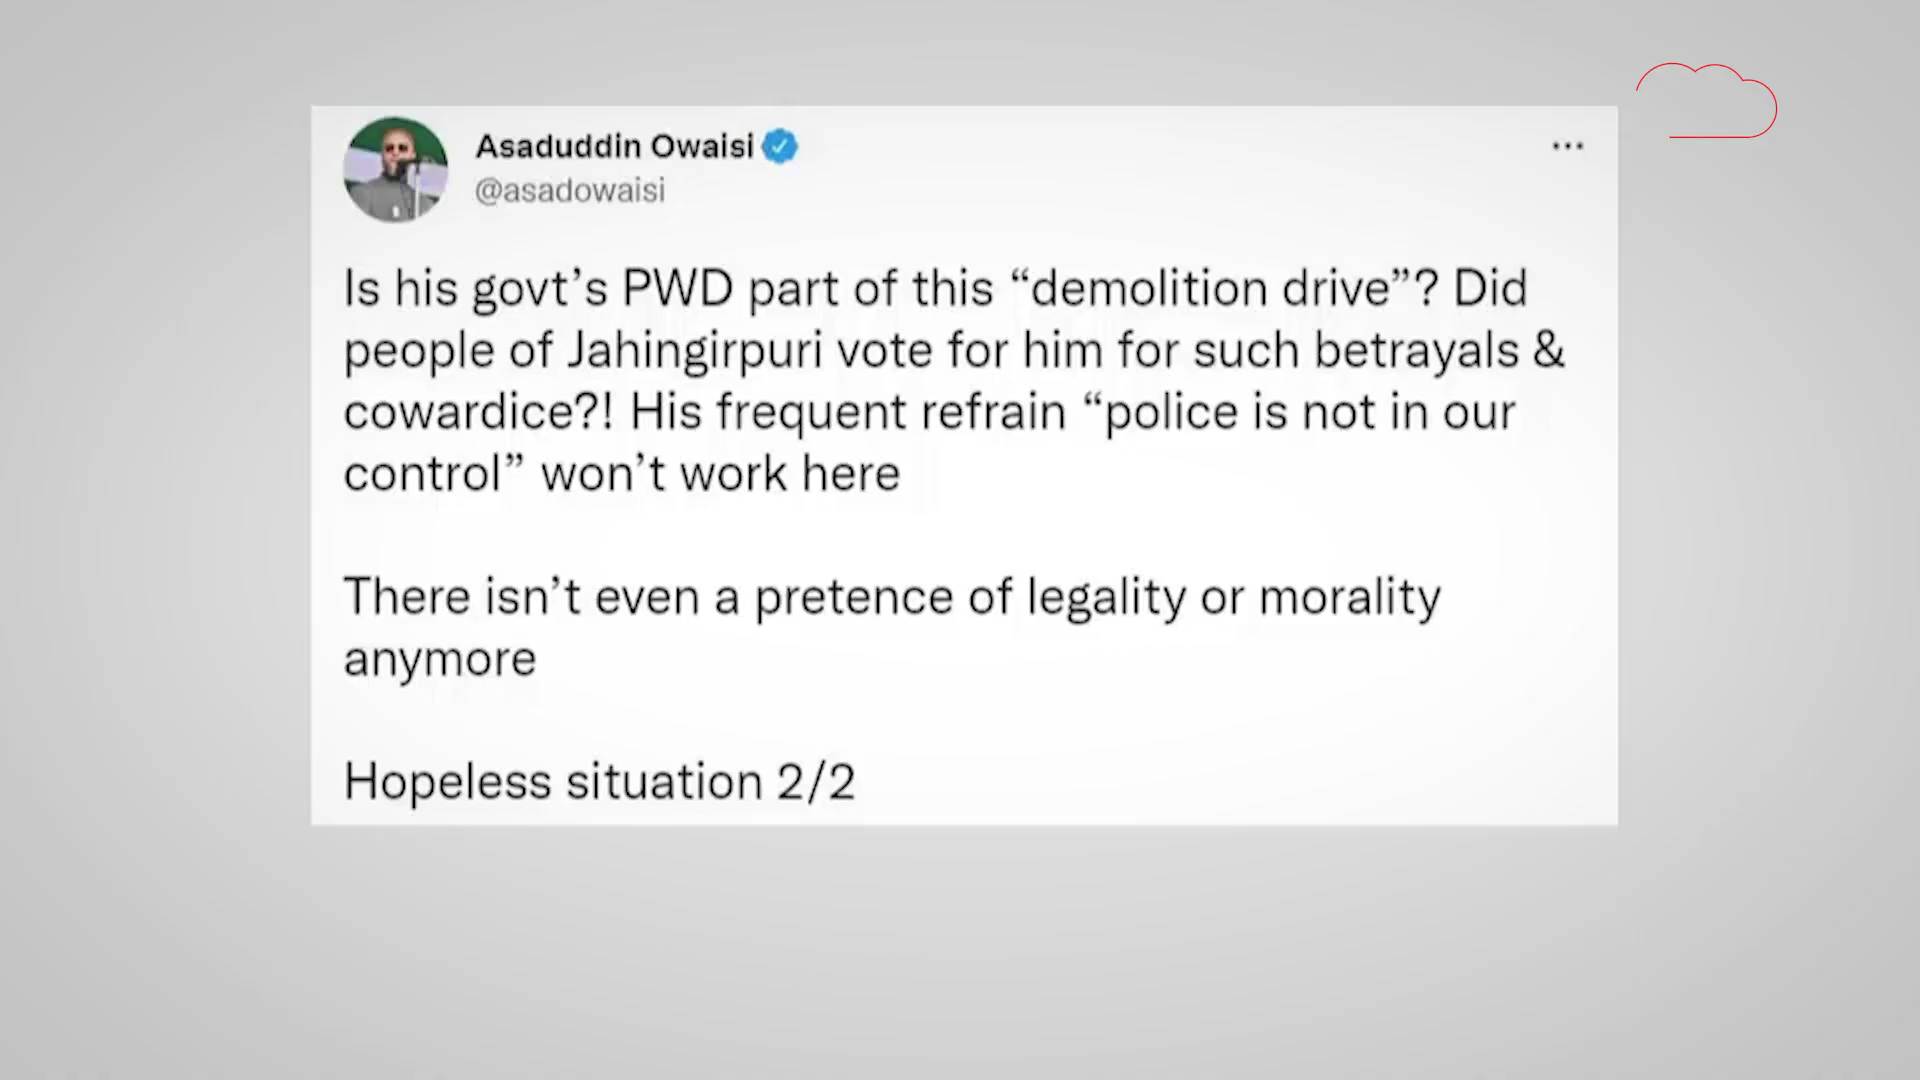 Asaduddin Owaisi
@asadowaisi
Is his govt’s PWD part of this “demolition drive”? Did
people of Jahingirpuri vote for him for such betrayals &
cowardice?! His frequent refrain “police is not in our
control” won’t work here
There isn’t even a pretence of legality or morality
anymore
Hopeless situation 2/2